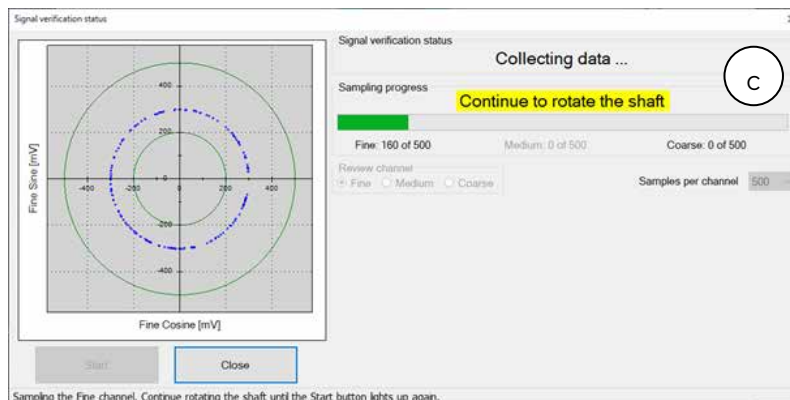 Signal verification status
Signal verification status
Collecting data ...
C
Sampling progress
Continue to rotate the shaft
Fine: 160 of 500 Medium: 0 of 500 Coarse: 0 of 500
Review channel
Fine Medium Coarse
Samples per channel 500
Fine Sine [mV]
400
200
-400 -200 0 200 400
0
-200
-400
Fine Cosine [mV]
Start Close
Sampling the Fine channel. Continue rotating the shaft until the Start button lights up again.